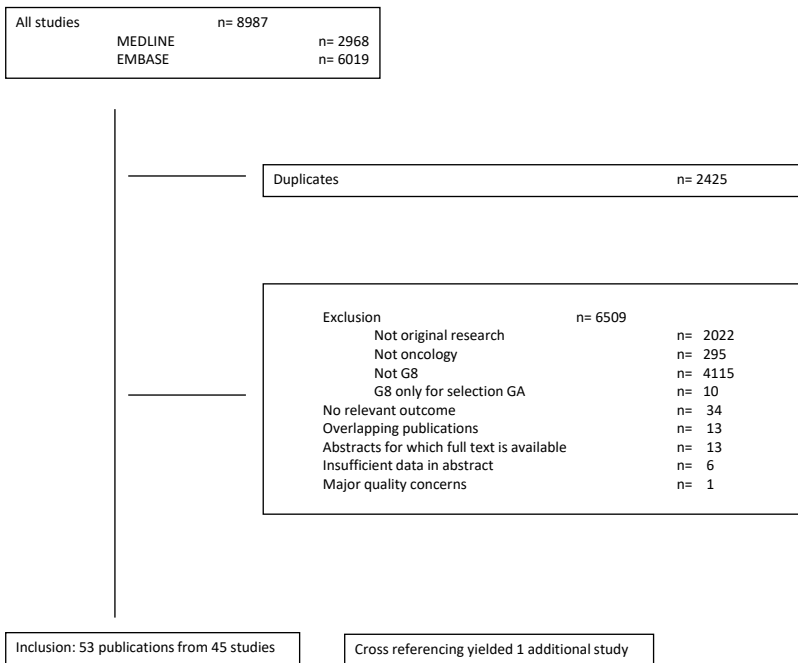 All studies n= 8987
MEDLINE n= 2968
EMBASE n= 6019
Duplicates n= 2425
Exclusion n= 6509
Not original research n= 2022
Not oncology n= 295
Not G8 n= 4115
G8 only for selection GA n= 10
No relevant outcome n= 34
Overlapping publications n= 13
Abstracts for which full text is available n= 13
Insufficient data in abstract n= 6
Major quality concerns n= 1
Inclusion: 53 publications from 45 studies
Cross referencing yielded 1 additional study